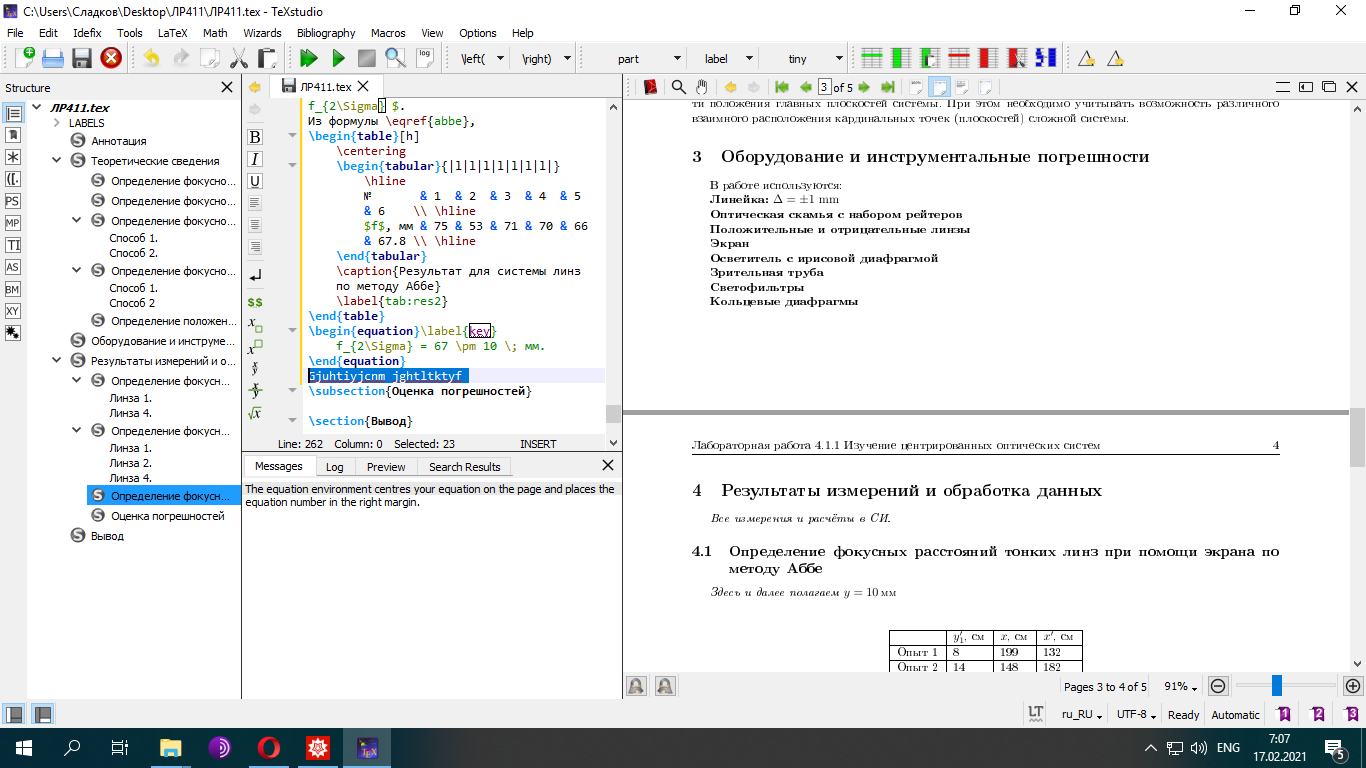 C:\Users\Сладков\Desktop\ЛР411\ЛР411.tex - TeXstudio
File Edit Idefix Tools LaTeX Math Wizards Bibliography Macros View Options Help
\left( \right) part label tiny
Structure
ЛР411.tex
LABELS
Аннотация
Теоретические сведения
Определение фокусно...
Определение фокусно...
Определение фокусно...
Способ 1.
Способ 2.
Определение фокусно...
Способ 1.
Способ 2
Определение положен...
Оборудование и инструме...
Результаты измерений и о...
Определение фокусн...
Линза 1.
Линза 4.
Определение фокусн...
Линза 1.
Линза 2.
Линза 4.
Определение фокусн...
Оценка погрешностей
Вывод
ЛР411.tex
f_{2\Sigma} $.
Из формулы \eqref{abbe},
\begin{table}[h]
\centering
\begin{tabular}{|l|l|l|l|l|l|l|}
\hline
№ & 1 & 2 & 3 & 4 & 5
& 6 \\ \hline
$f$, мм & 75 & 53 & 71 & 70 & 66
& 67.8 \\ \hline
\end{tabular}
\caption{Результат для системы линз
по методу Аббе}
\label{tab:res2}
\end{table}
\begin{equation}\label{key}
f_{2\Sigma} = 67 \pm 10 \; мм.
\end{equation}
gjuhtiyjcnm jghtltktyf
\subsection{Оценка погрешностей}
\section{Вывод}
Line: 262 Column: 0 Selected: 23 INSERT
Messages Log Preview Search Results
The equation environment centres your equation on the page and places the
equation number in the right margin.
3 of 5
ти положения главных плоскостей системы. При этом необходимо учитывать возможность различного
взаимного расположения кардинальных точек (плоскостей) сложной системы.
3 Оборудование и инструментальные погрешности
В работе используются:
Линейка: Δ = ±1 mm
Оптическая скамья с набором рейтеров
Положительные и отрицательные линзы
Экран
Осветитель с ирисовой диафрагмой
Зрительная труба
Светофильтры
Кольцевые диафрагмы
Лабораторная работа 4.1.1 Изучение центрированных оптических систем 4
4 Результаты измерений и обработка данных
Все измерения и расчёты в СИ.
4.1 Определение фокусных расстояний тонких линз при помощи экрана по
методу Аббе
Здесь и далее полагаем y = 10 мм
y′₁, см x, см x′, см
Опыт 1 8 199 132
Опыт 2 14 148 182
Pages 3 to 4 of 5 91%
LT ru_RU UTF-8 Ready Automatic 1 2 3
ENG 7:07
17.02.2021 5